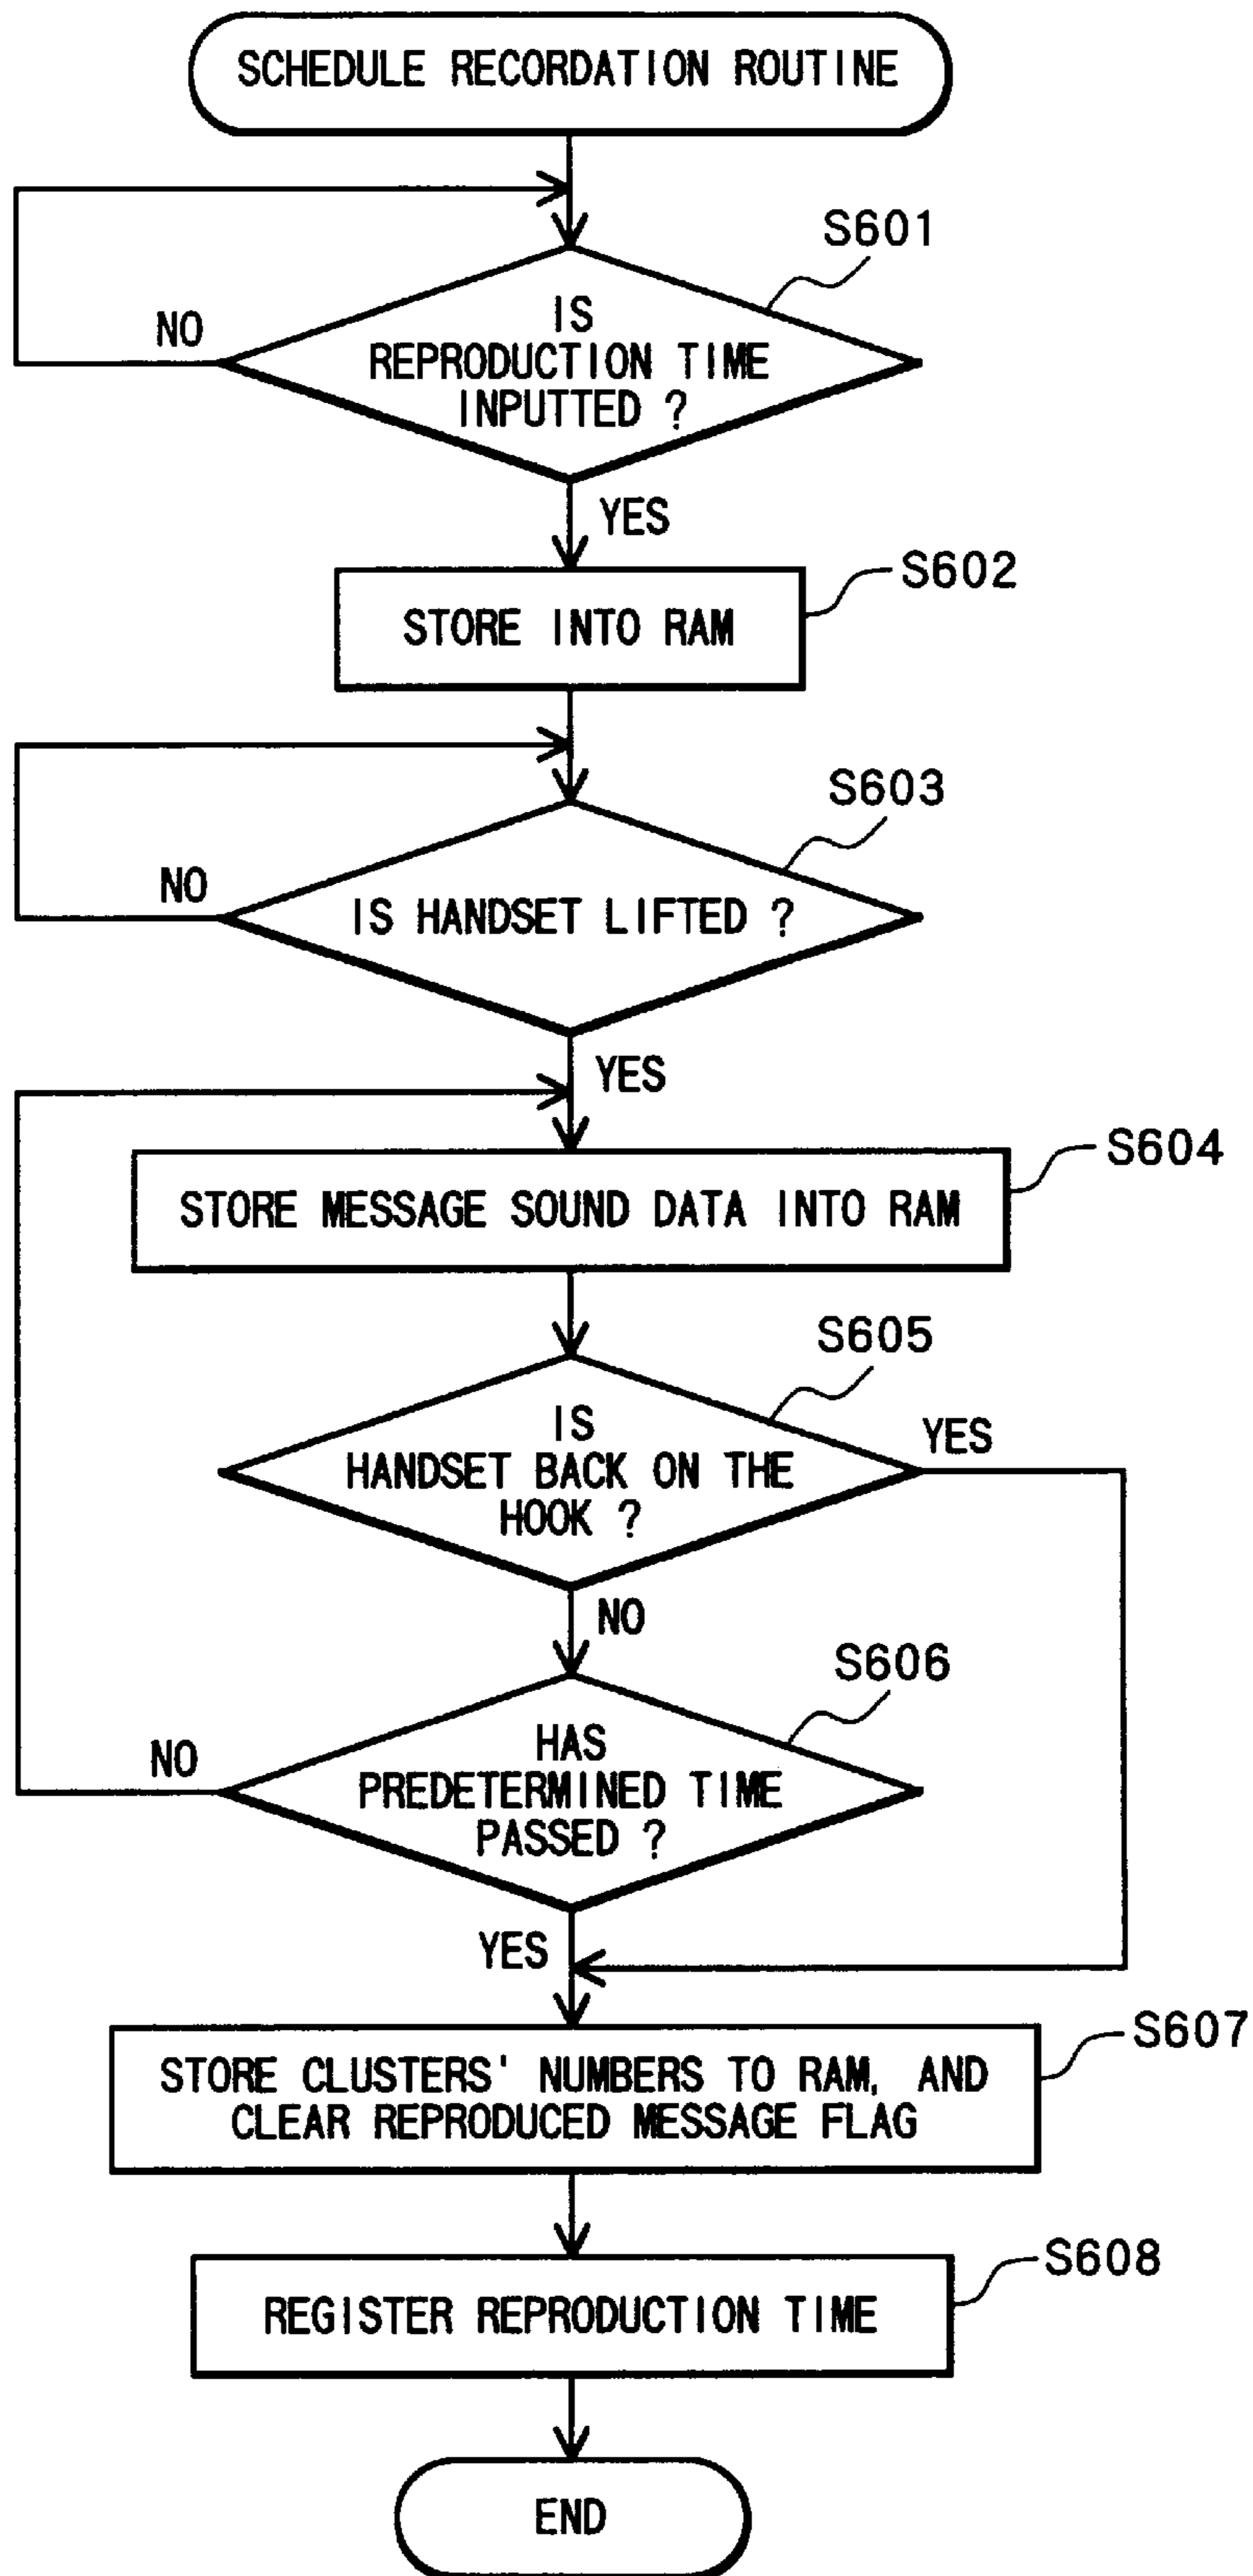 SCHEDULE RECORDATION ROUTINE
S601
NO
IS
REPRODUCTION TIME
INPUTTED ?
YES
S602
STORE INTO RAM
S603
NO
IS HANDSET LIFTED ?
YES
S604
STORE MESSAGE SOUND DATA INTO RAM
S605
IS
HANDSET BACK ON THE
HOOK ?
YES
NO
S606
NO
HAS
PREDETERMINED TIME
PASSED ?
YES
S607
STORE CLUSTERS' NUMBERS TO RAM, AND
CLEAR REPRODUCED MESSAGE FLAG
S608
REGISTER REPRODUCTION TIME
END